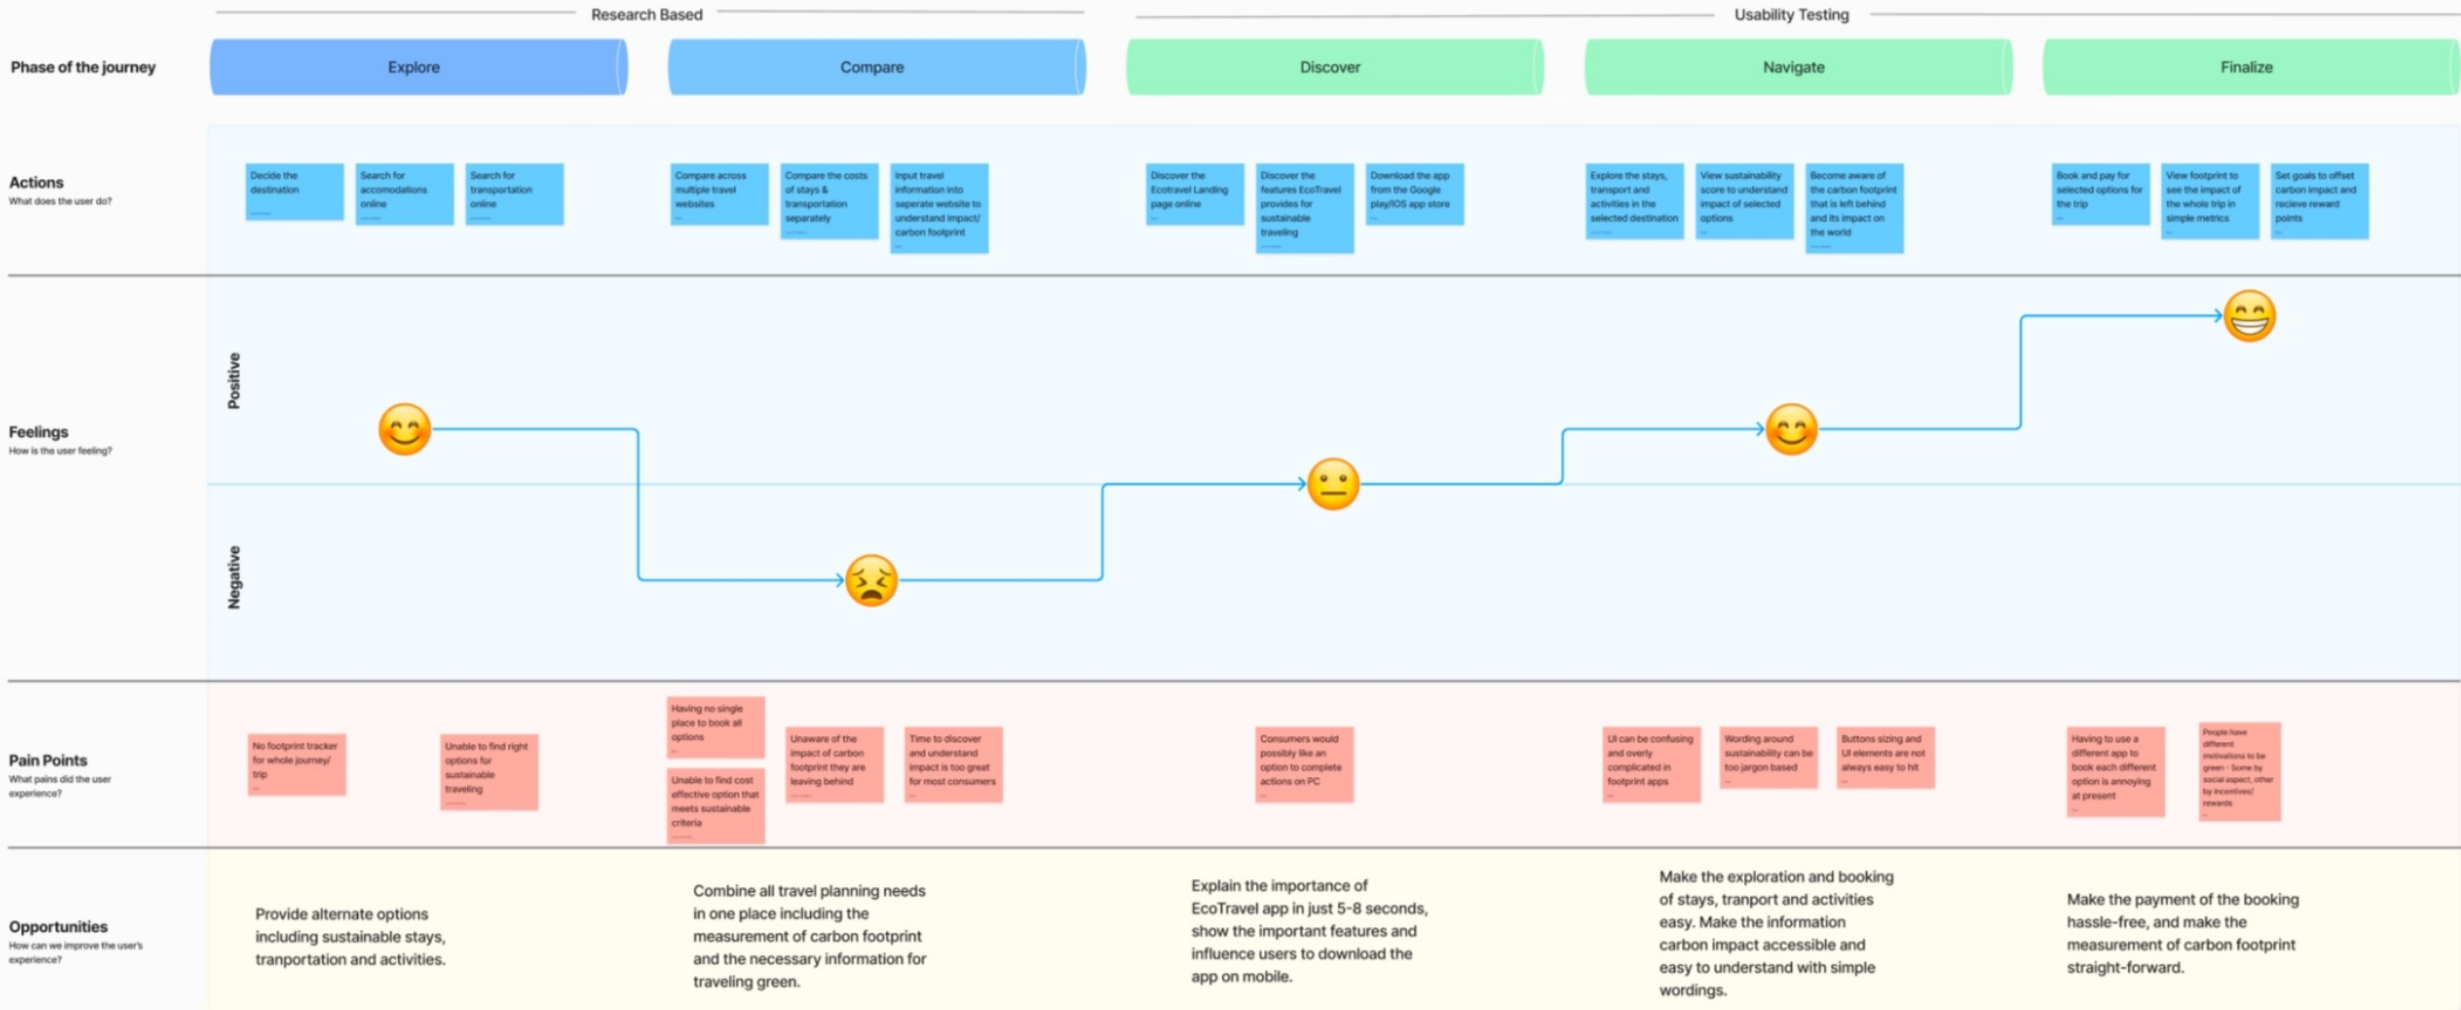 Research Based
Usability Testing
Phase of the journey
Explore
Compare
Discover
Navigate
Finalize
Actions
What does the user do?
Decide the
destination
Search for
accomodations
online
Search for
transportation
online
Compare across
multiple travel
websites
Compare the costs
of stays &
transportation
separately
Input travel
information into
seperate website to
understand impact/
carbon footprint
Discover the
Ecotravel Landing
page online
Discover the
features EcoTravel
provides for
sustainable
traveling
Download the app
from the Google
play/IOS app store
Explore the stays,
transport and
activities in the
selected destination
View sustainability
score to understand
impact of selected
options
Become aware of
the carbon footprint
that is left behind
and its impact on
the world
Book and pay for
selected options for
the trip
View footprint to
see the impact of
the whole trip in
simple metrics
Set goals to offset
carbon impact and
recieve reward
points
Feelings
How is the user feeling?
Positive
Negative
Pain Points
What pains did the user
experience?
No footprint tracker
for whole journey/
trip
Unable to find right
options for
sustainable
traveling
Having no single
place to book all
options
Unable to find cost
effective option that
meets sustainable
criteria
Unaware of the
impact of carbon
footprint they are
leaving behind
Time to discover
and understand
impact is too great
for most consumers
Consumers would
possibly like an
option to complete
actions on PC
UI can be confusing
and overly
complicated in
footprint apps
Wording around
sustainability can be
too jargon based
Buttons sizing and
UI elements are not
always easy to hit
Having to use a
different app to
book each different
option is annoying
at present
People have
different
motivations to be
green - Some by
social aspect, other
by incentives/
rewards
Opportunities
How can we improve the user's
experience?
Provide alternate options
including sustainable stays,
tranportation and activities.
Combine all travel planning needs
in one place including the
measurement of carbon footprint
and the necessary information for
traveling green.
Explain the importance of
EcoTravel app in just 5-8 seconds,
show the important features and
influence users to download the
app on mobile.
Make the exploration and booking
of stays, tranport and activities
easy. Make the information
carbon impact accessible and
easy to understand with simple
wordings.
Make the payment of the booking
hassle-free, and make the
measurement of carbon footprint
straight-forward.